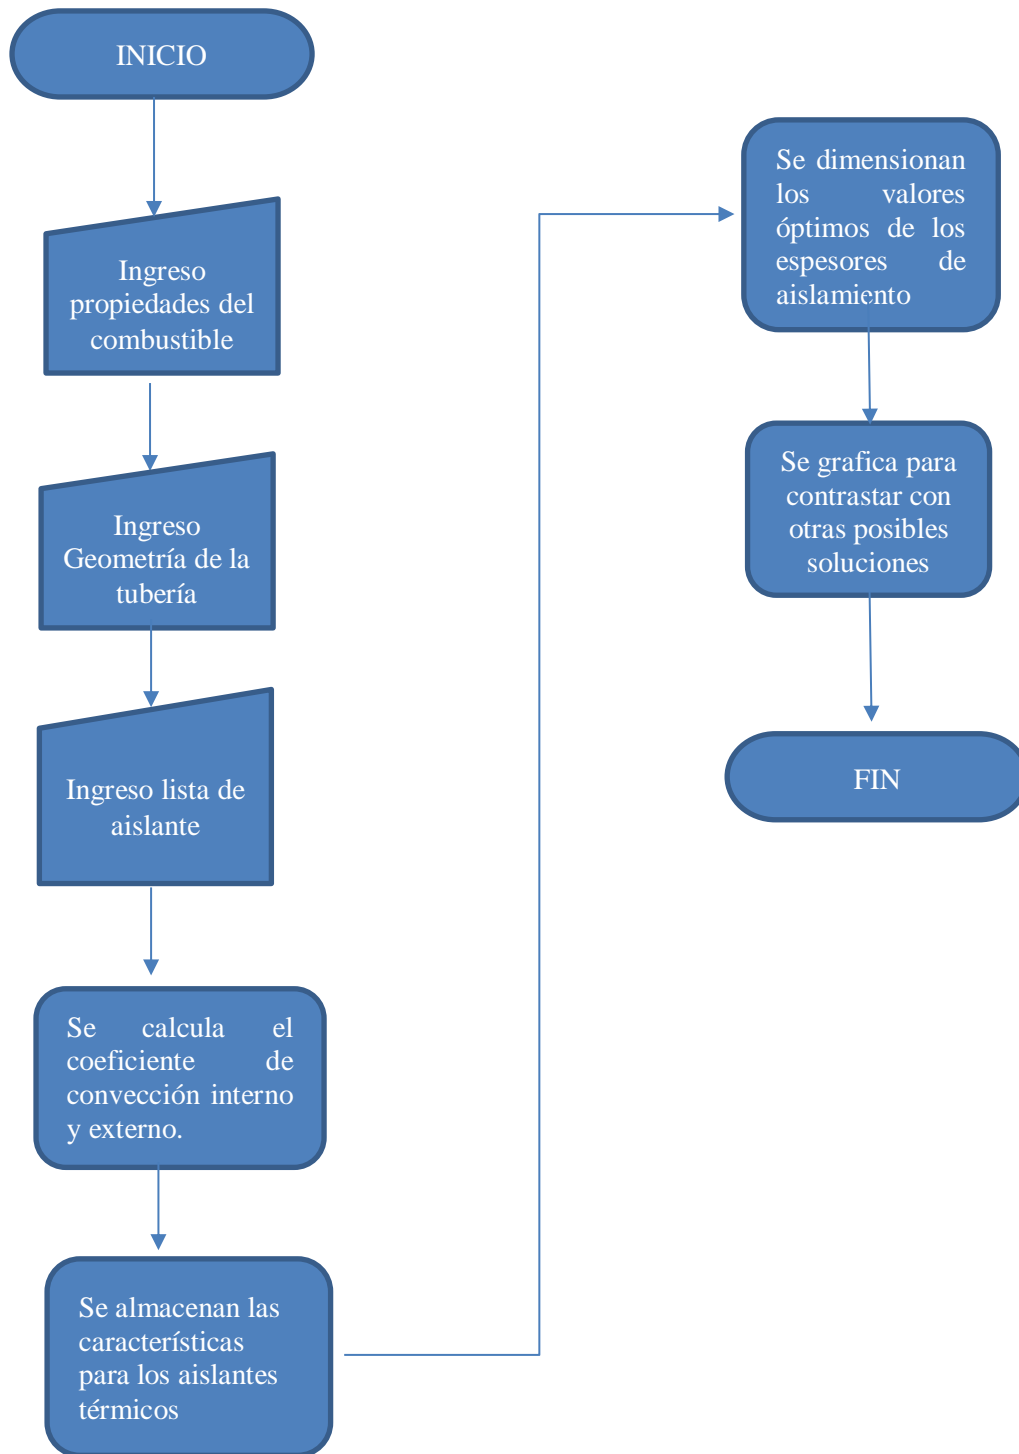 INICIO
Ingreso
propiedades del
combustible
Ingreso
Geometría de la
tubería
Ingreso lista de
aislante
Se calcula el
coeficiente de
convección interno
y externo.
Se almacenan las
características
para los aislantes
térmicos
Se dimensionan
los valores
óptimos de los
espesores de
aislamiento
Se grafica para
contrastar con
otras posibles
soluciones
FIN